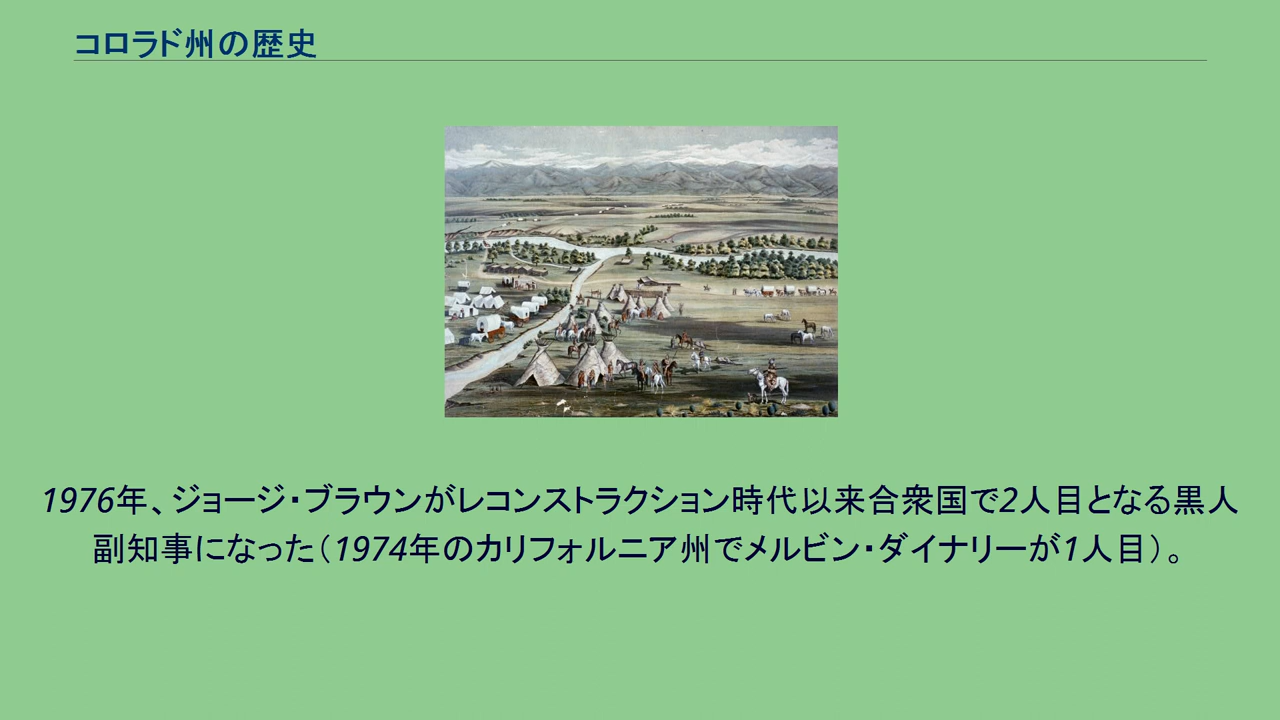 コロラド州の歴史
1976年、ジョージ・ブラウンがレコンストラクション時代以来合衆国で2人目となる黒人
副知事になった（1974年のカリフォルニア州でメルビン・ダイナリーが1人目）。